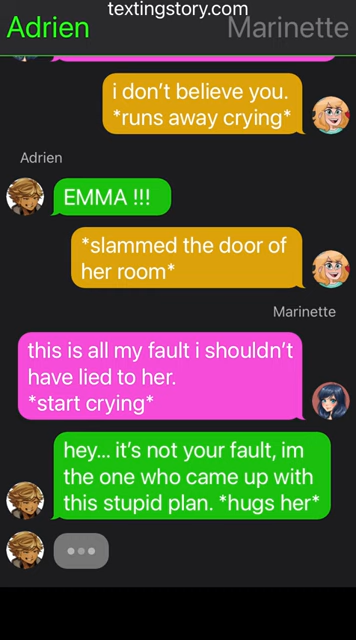 textingstory.com
Adrien
Marinette
i don't believe you.
*runs away crying*
Adrien
EMMA !!!
*slammed the door of
her room*
Marinette
this is all my fault i shouldn't
have lied to her.
*start crying*
hey... it's not your fault, im
the one who came up with
this stupid plan. *hugs her*